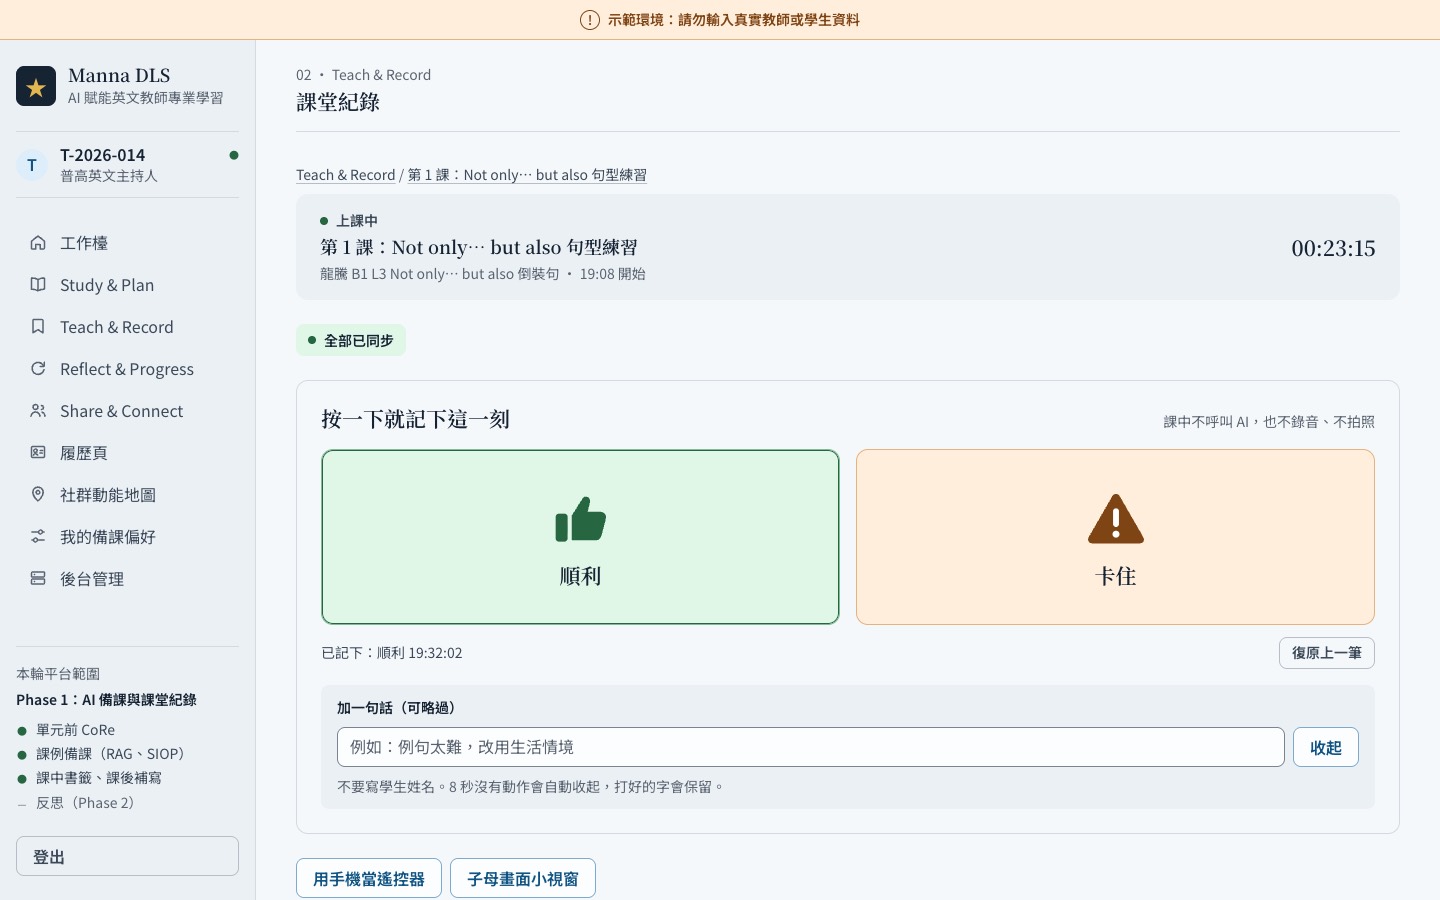 示範環境：請勿輸入真實教師或學生資料
Manna DLS
AI 賦能英文教師專業學習
T
T-2026-014
普高英文主持人
工作檯
Study & Plan
Teach & Record
Reflect & Progress
Share & Connect
履歷頁
社群動能地圖
我的備課偏好
後台管理
本輪平台範圍
Phase 1：AI 備課與課堂紀錄
單元前 CoRe
課例備課（RAG、SIOP）
課中書籤、課後補寫
– 反思（Phase 2）
登出
02 · Teach & Record
課堂紀錄
Teach & Record / 第 1 課：Not only… but also 句型練習
上課中
第 1 課：Not only… but also 句型練習
龍騰 B1 L3 Not only… but also 倒裝句 · 19:08 開始
00:23:15
全部已同步
按一下就記下這一刻
課中不呼叫 AI，也不錄音、不拍照
順利
卡住
已記下：順利 19:32:02
復原上一筆
加一句話（可略過）
例如：例句太難，改用生活情境
收起
不要寫學生姓名。8 秒沒有動作會自動收起，打好的字會保留。
用手機當遙控器
子母畫面小視窗